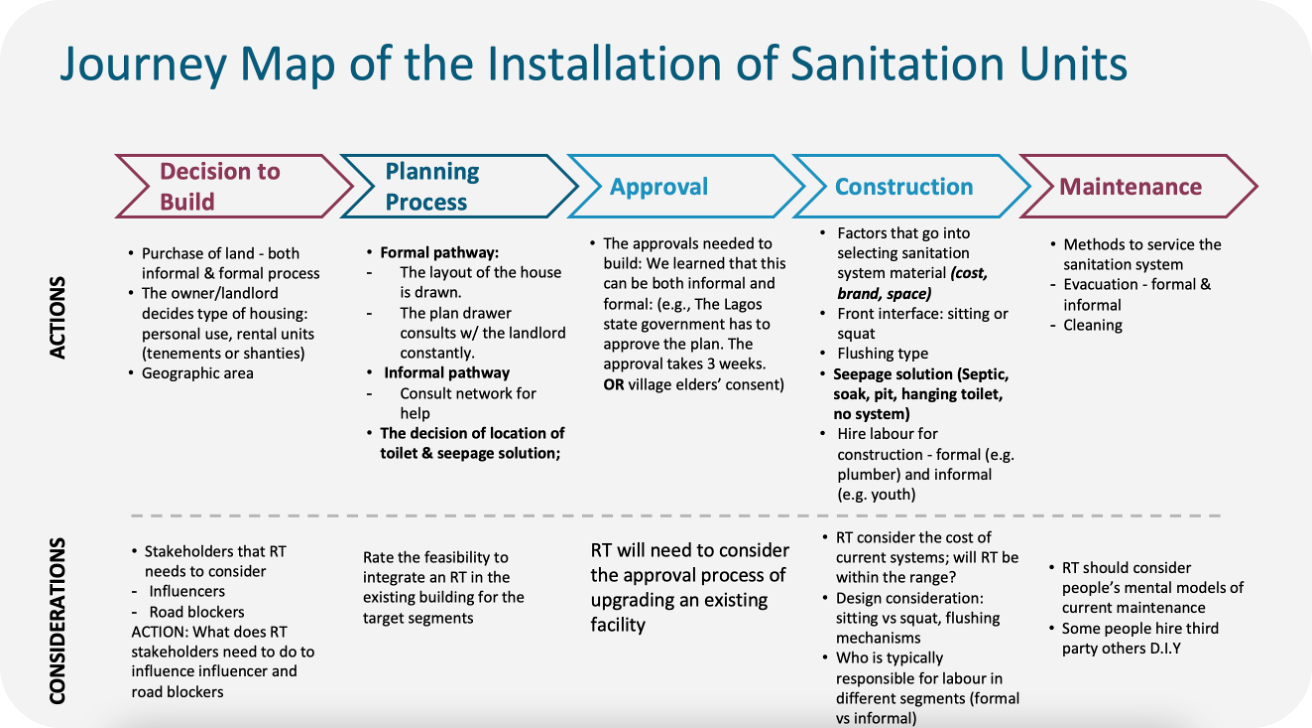 Journey Map of the Installation of Sanitation Units
Decision to
Build
Planning
Process
Approval
Construction
Maintenance
ACTIONS
• Purchase of land - both
informal & formal process
• The owner/landlord
decides type of housing:
personal use, rental units
(tenements or shanties)
• Geographic area
• Formal pathway:
- The layout of the house
is drawn.
- The plan drawer
consults w/ the landlord
constantly.
• Informal pathway
- Consult network for
help
• The decision of location of
toilet & seepage solution;
• The approvals needed to
build: We learned that this
can be both informal and
formal: (e.g., The Lagos
state government has to
approve the plan. The
approval takes 3 weeks.
OR village elders’ consent)
• Factors that go into
selecting sanitation
system material (cost,
brand, space)
• Front interface: sitting or
squat
• Flushing type
• Seepage solution (Septic,
soak, pit, hanging toilet,
no system)
• Hire labour for
construction - formal (e.g.
plumber) and informal
(e.g. youth)
• Methods to service the
sanitation system
- Evacuation - formal &
informal
- Cleaning
CONSIDERATIONS
• Stakeholders that RT
needs to consider
- Influencers
- Road blockers
ACTION: What does RT
stakeholders need to do to
influence influencer and
road blockers
Rate the feasibility to
integrate an RT in the
existing building for the
target segments
RT will need to consider
the approval process of
upgrading an existing
facility
• RT consider the cost of
current systems; will RT be
within the range?
• Design consideration:
sitting vs squat, flushing
mechanisms
• Who is typically
responsible for labour in
different segments (formal
vs informal)
• RT should consider
people’s mental models of
current maintenance
• Some people hire third
party others D.I.Y